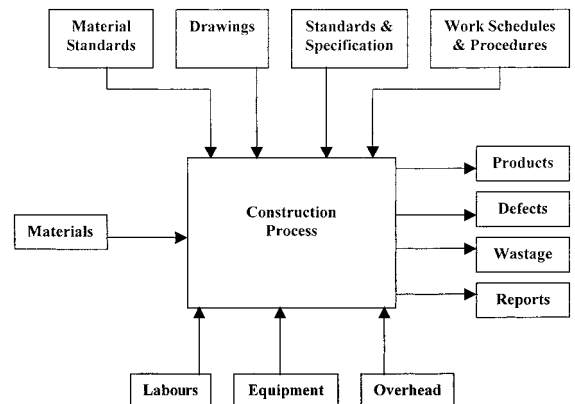 Material
Standards
Drawings
Standards &
Specification
Work Schedules
& Procedures
Products
Construction
Process
Defects
Materials
Wastage
Reports
Labours
Equipment
Overhead